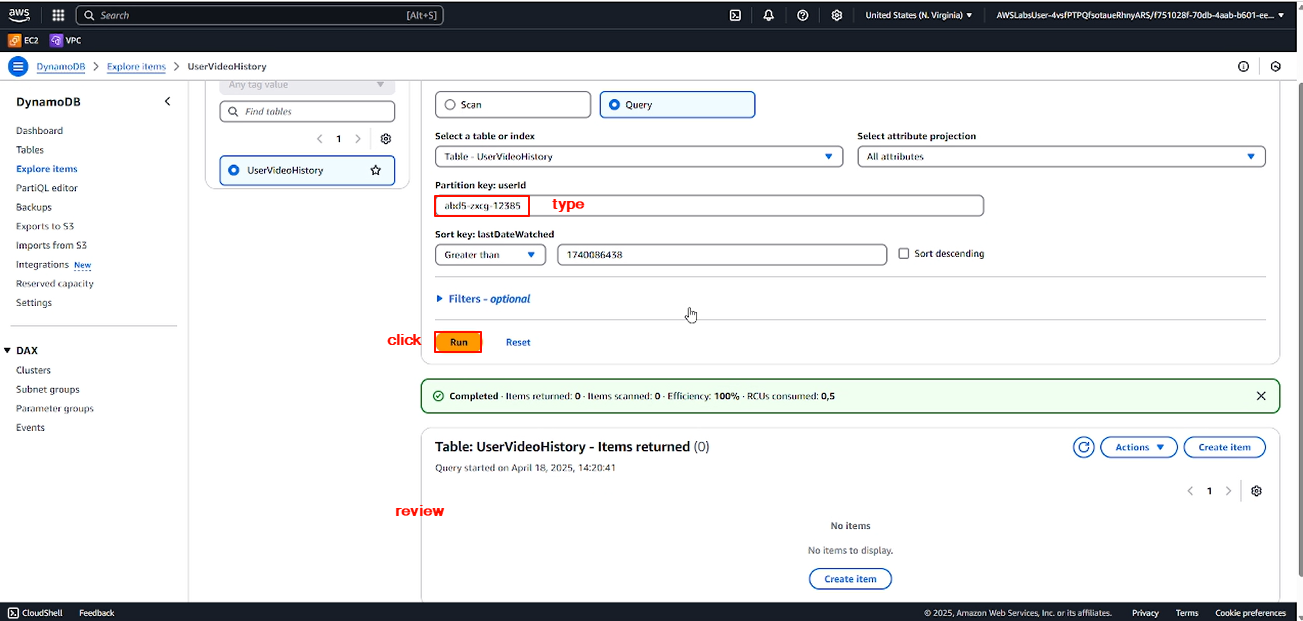 aws Search [Alt+S] United States (N. Virginia) AWSLabsUser-4vsfPTPQfsotaueRhnyARS/f751028f-70db-4aab-b601-ee...
EC2 VPC
DynamoDB Explore items UserVideoHistory
DynamoDB
Dashboard
Tables
Explore items
PartiQL editor
Backups
Exports to S3
Imports from S3
Integrations New
Reserved capacity
Settings
DAX
Clusters
Subnet groups
Parameter groups
Events
Any tag value
Find tables
1
UserVideoHistory
Scan Query
Select a table or index Select attribute projection
Table - UserVideoHistory All attributes
Partition key: userId
abd5-zxcg-12385 type
Sort key: lastDateWatched
Greater than 1740086438 Sort descending
Filters - optional
click Run Reset
Completed · Items returned: 0 · Items scanned: 0 · Efficiency: 100% · RCUs consumed: 0,5
Table: UserVideoHistory - Items returned (0) Actions Create item
Query started on April 18, 2025, 14:20:41
1
review
No items
No items to display.
Create item
CloudShell Feedback © 2025, Amazon Web Services, Inc. or its affiliates. Privacy Terms Cookie preferences